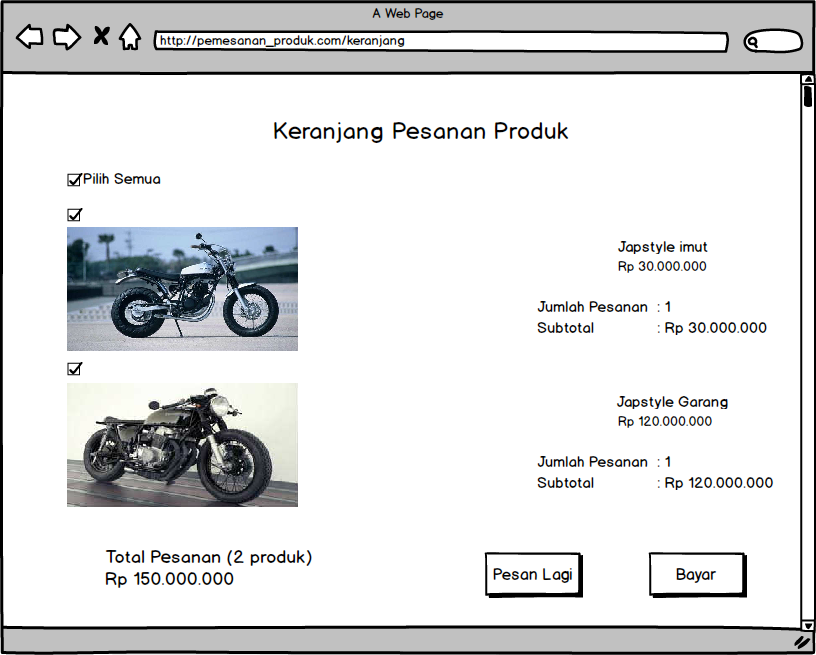 A Web Page
http://pemesanan_produk.com/keranjang
Keranjang Pesanan Produk
Pilih Semua
Japstyle imut
Rp 30.000.000
Jumlah Pesanan : 1
Subtotal : Rp 30.000.000
Japstyle Garang
Rp 120.000.000
Jumlah Pesanan : 1
Subtotal : Rp 120.000.000
Total Pesanan (2 produk)
Rp 150.000.000
Pesan Lagi
Bayar